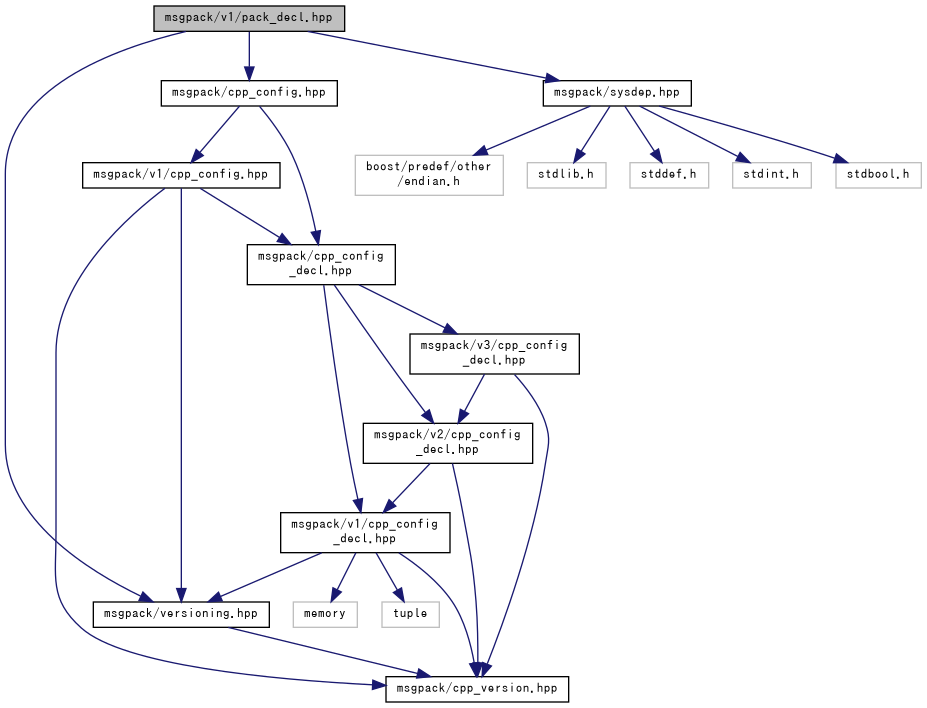 msgpack/v1/pack_decl.hpp
msgpack/cpp_config.hpp
msgpack/sysdep.hpp
msgpack/v1/cpp_config.hpp
boost/predef/other
/endian.h
stdlib.h
stddef.h
stdint.h
stdbool.h
msgpack/cpp_config
_decl.hpp
msgpack/v3/cpp_config
_decl.hpp
msgpack/v2/cpp_config
_decl.hpp
msgpack/v1/cpp_config
_decl.hpp
msgpack/versioning.hpp
memory
tuple
msgpack/cpp_version.hpp